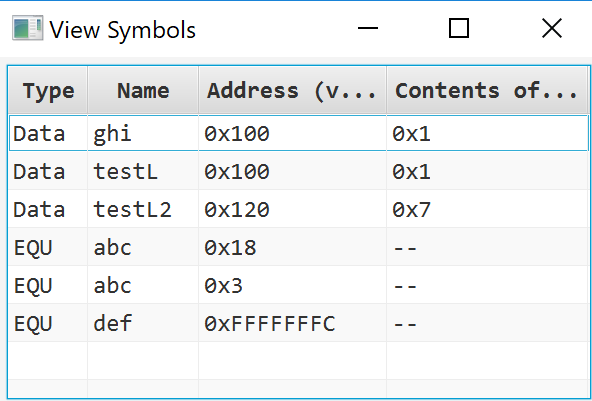 View Symbols
Type Name Address (v... Contents of...
Data ghi 0x100 0x1
Data testL 0x100 0x1
Data testL2 0x120 0x7
EQU abc 0x18 --
EQU abc 0x3 --
EQU def 0xFFFFFFFC --